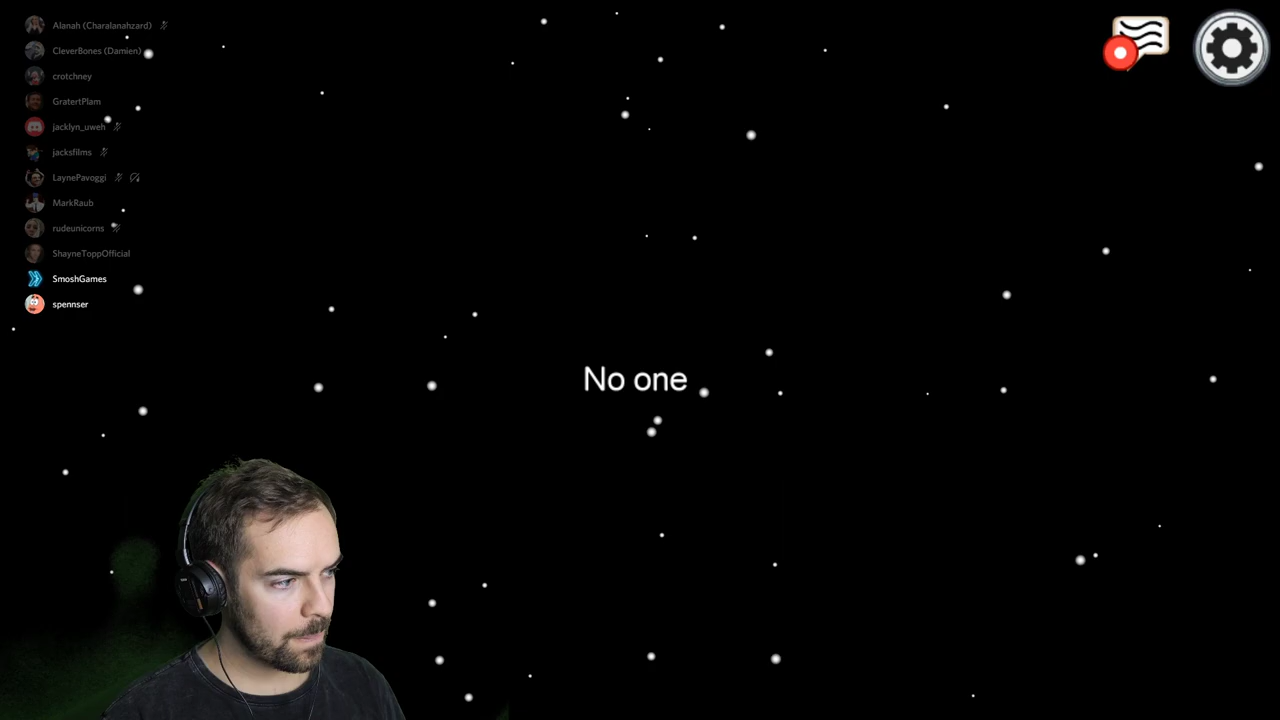 Alanah (Charalanahzard)
CleverBones (Damien)
crotchney
GratertPlam
jacklyn_uweh
jacksfilms
LaynePavoggi
MarkRaub
rudeunicorns
ShayneToppOfficial
SmoshGames
spennser
No one